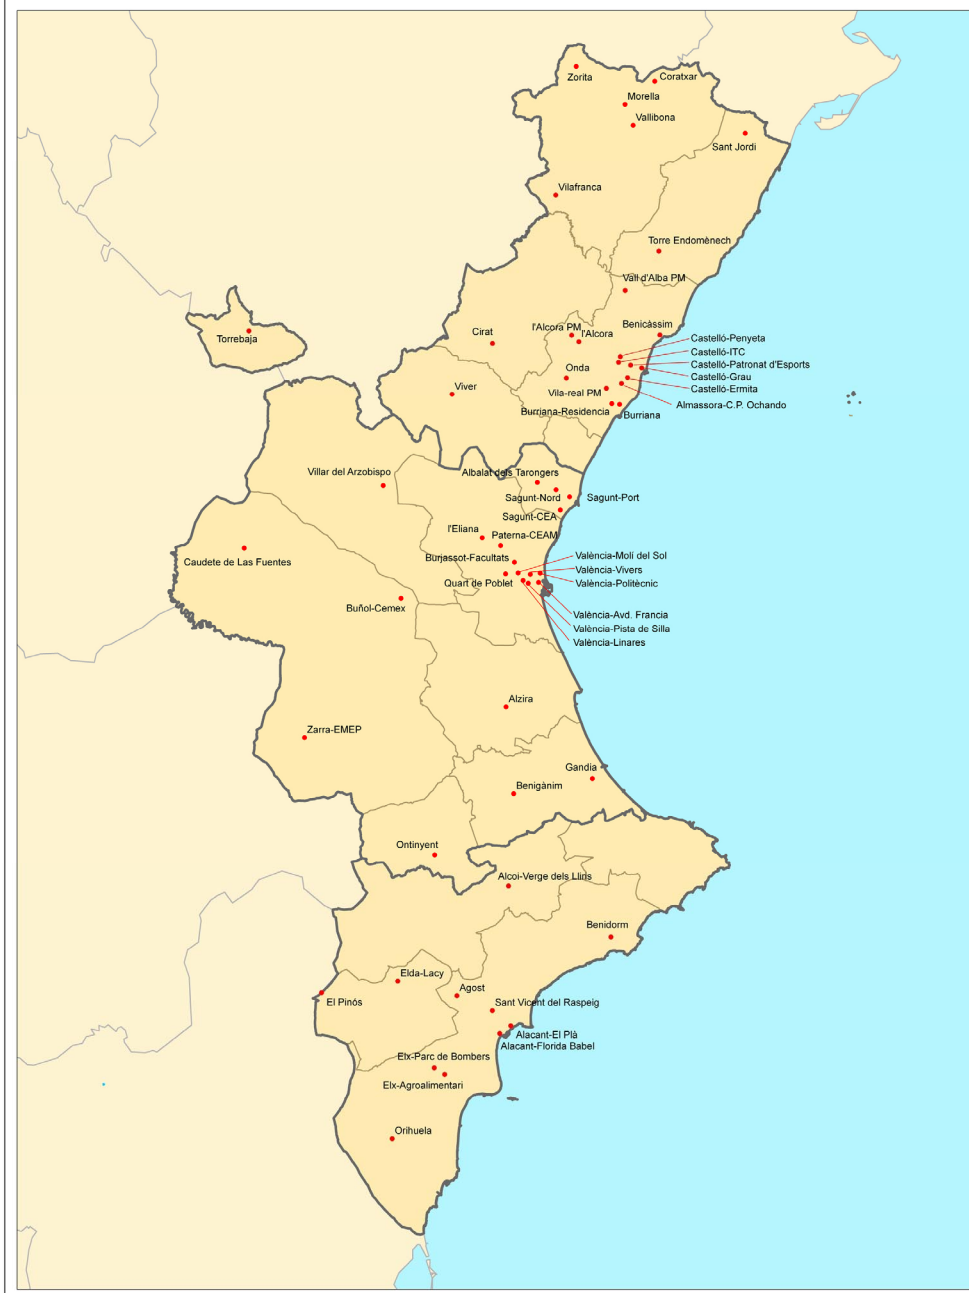 Zorita
Coratxar
Morella
Vallibona
Sant Jordi
Vilafranca
Torre Endomènech
Vall d'Alba PM
Torrebaja
Cirat
l'Alcora PM
l'Alcora
Benicàssim
Castelló-Penyeta
Castelló-ITC
Castelló-Patronat d'Esports
Castelló-Grau
Castelló-Ermita
Almassora-C.P. Ochando
Onda
Viver
Vila-real PM
Burriana-Residencia
Burriana
Villar del Arzobispo
Albalat dels Tarongers
Sagunt-Nord
Sagunt-Port
Sagunt-CEA
l'Eliana
Paterna-CEAM
Caudete de Las Fuentes
Burjassot-Facultats
València-Molí del Sol
València-Vivers
Quart de Poblet
València-Politècnic
Buñol-Cemex
València-Avd. Francia
València-Pista de Silla
València-Linares
Alzira
Zarra-EMEP
Gandia
Benigànim
Ontinyent
Alcoi-Verge dels Lliris
Benidorm
Elda-Lacy
Agost
El Pinós
Sant Vicent del Raspeig
Alacant-El Plà
Alacant-Florida Babel
Elx-Parc de Bombers
Elx-Agroalimentari
Orihuela